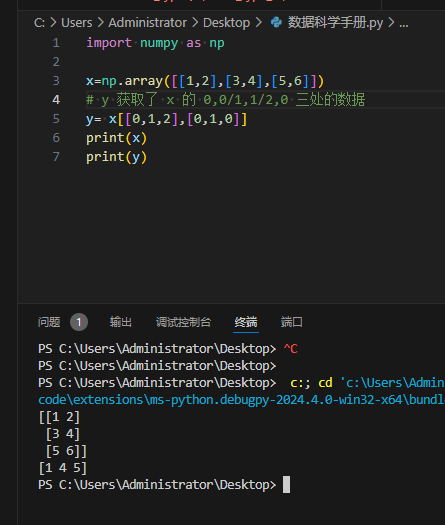 C: > Users > Administrator > Desktop > 数据科学手册.py > ...
1 import numpy as np
2
3 x=np.array([[1,2],[3,4],[5,6]])
4 # y 获取了 x 的 0,0/1,1/2,0 三处的数据
5 y= x[[0,1,2],[0,1,0]]
6 print(x)
7 print(y)
问题 1 输出 调试控制台 终端 端口
PS C:\Users\Administrator\Desktop> ^C
PS C:\Users\Administrator\Desktop>
PS C:\Users\Administrator\Desktop> c:; cd 'c:\Users\Admin
code\extensions\ms-python.debugpy-2024.4.0-win32-x64\bundl
[[1 2]
[3 4]
[5 6]]
[1 4 5]
PS C:\Users\Administrator\Desktop>